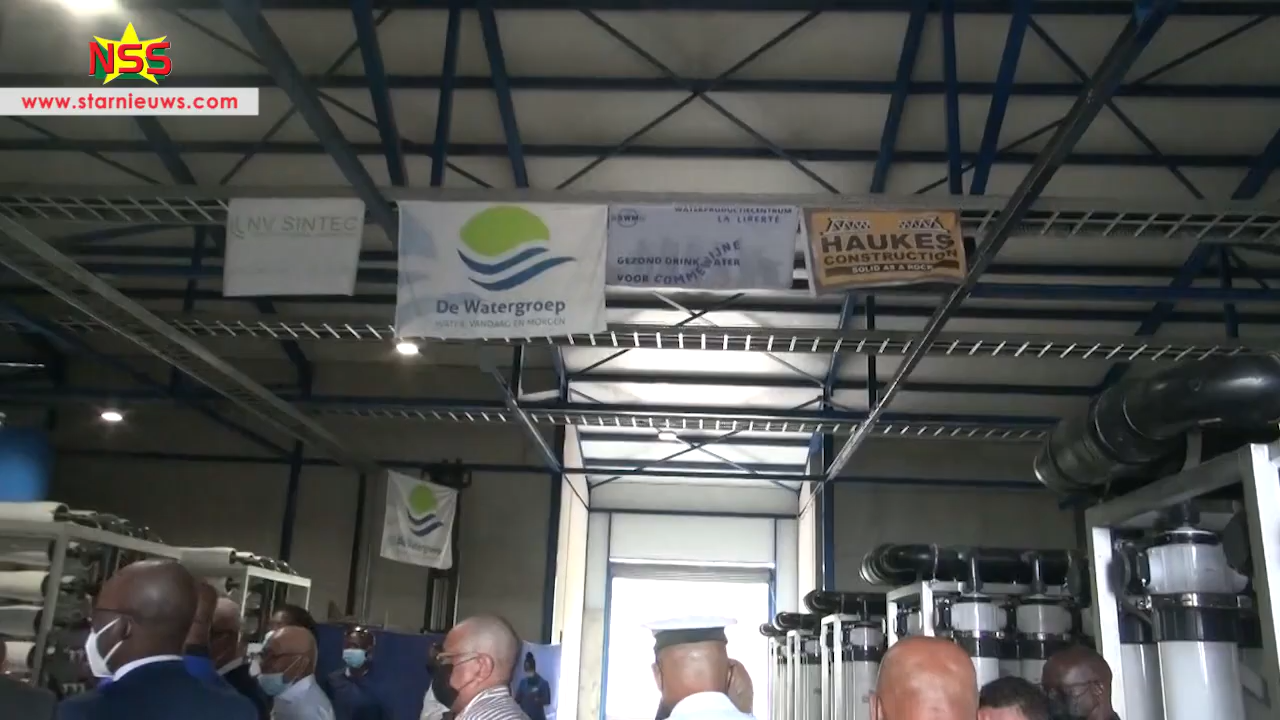 NSS
www.starnieuws.com
NV SINTEC
De Watergroep
WATER, VANDAAG EN MORGEN
SWM
WATERPRODUCTIECENTRUM
LA LIBERTÉ
GEZOND DRINKWATER
VOOR COMMEWIJNE
HAUKES
CONSTRUCTION
SOLID AS A ROCK
De Watergroep